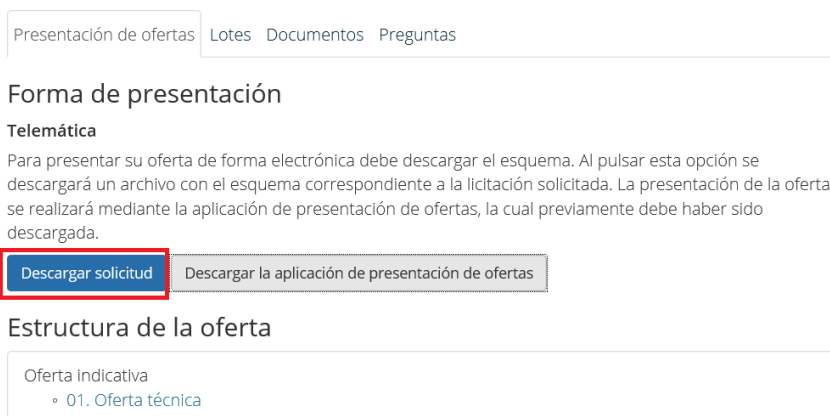 Presentación de ofertas Lotes Documentos Preguntas
Forma de presentación
Telemática
Para presentar su oferta de forma electrónica debe descargar el esquema. Al pulsar esta opción se
descargará un archivo con el esquema correspondiente a la licitación solicitada. La presentación de la oferta
se realizará mediante la aplicación de presentación de ofertas, la cual previamente debe haber sido
descargada.
Descargar solicitud Descargar la aplicación de presentación de ofertas
Estructura de la oferta
Oferta indicativa
◦ 01. Oferta técnica